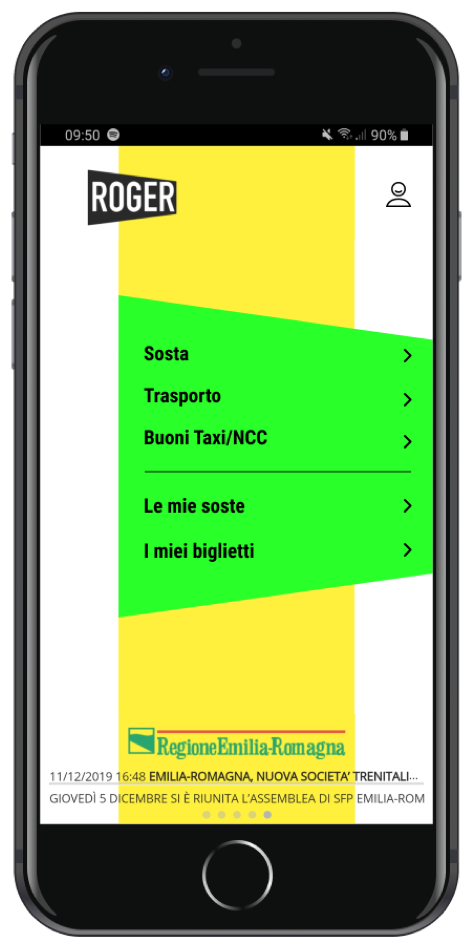 09:50
90%
ROGER
Sosta
Trasporto
Buoni Taxi/NCC
Le mie soste
I miei biglietti
RegioneEmilia-Romagna
11/12/2019 16:48 EMILIA-ROMAGNA, NUOVA SOCIETA' TRENITALI...
GIOVEDÌ 5 DICEMBRE SI È RIUNITA L'ASSEMBLEA DI SFP EMILIA-ROM